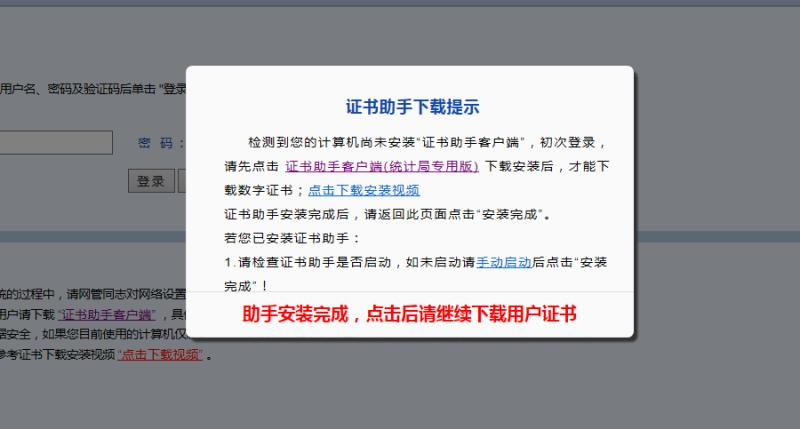 用户名、密码及验证码后单击 "登录
密 码：
登录
证书助手下载提示
检测到您的计算机尚未安装“证书助手客户端”，初次登录，
请先点击 证书助手客户端(统计局专用版) 下载安装后，才能下
载数字证书；点击下载安装视频
证书助手安装完成后，请返回此页面点击“安装完成”。
若您已安装证书助手：
1.请检查证书助手是否启动，如未启动请手动启动后点击“安装
完成”！
助手安装完成，点击后请继续下载用户证书
统的过程中，请网管同志对网络设置
用户请下载 “证书助手客户端” ，具
据安全，如果您目前使用的计算机仅
参考证书下载安装视频 “点击下载视频” 。